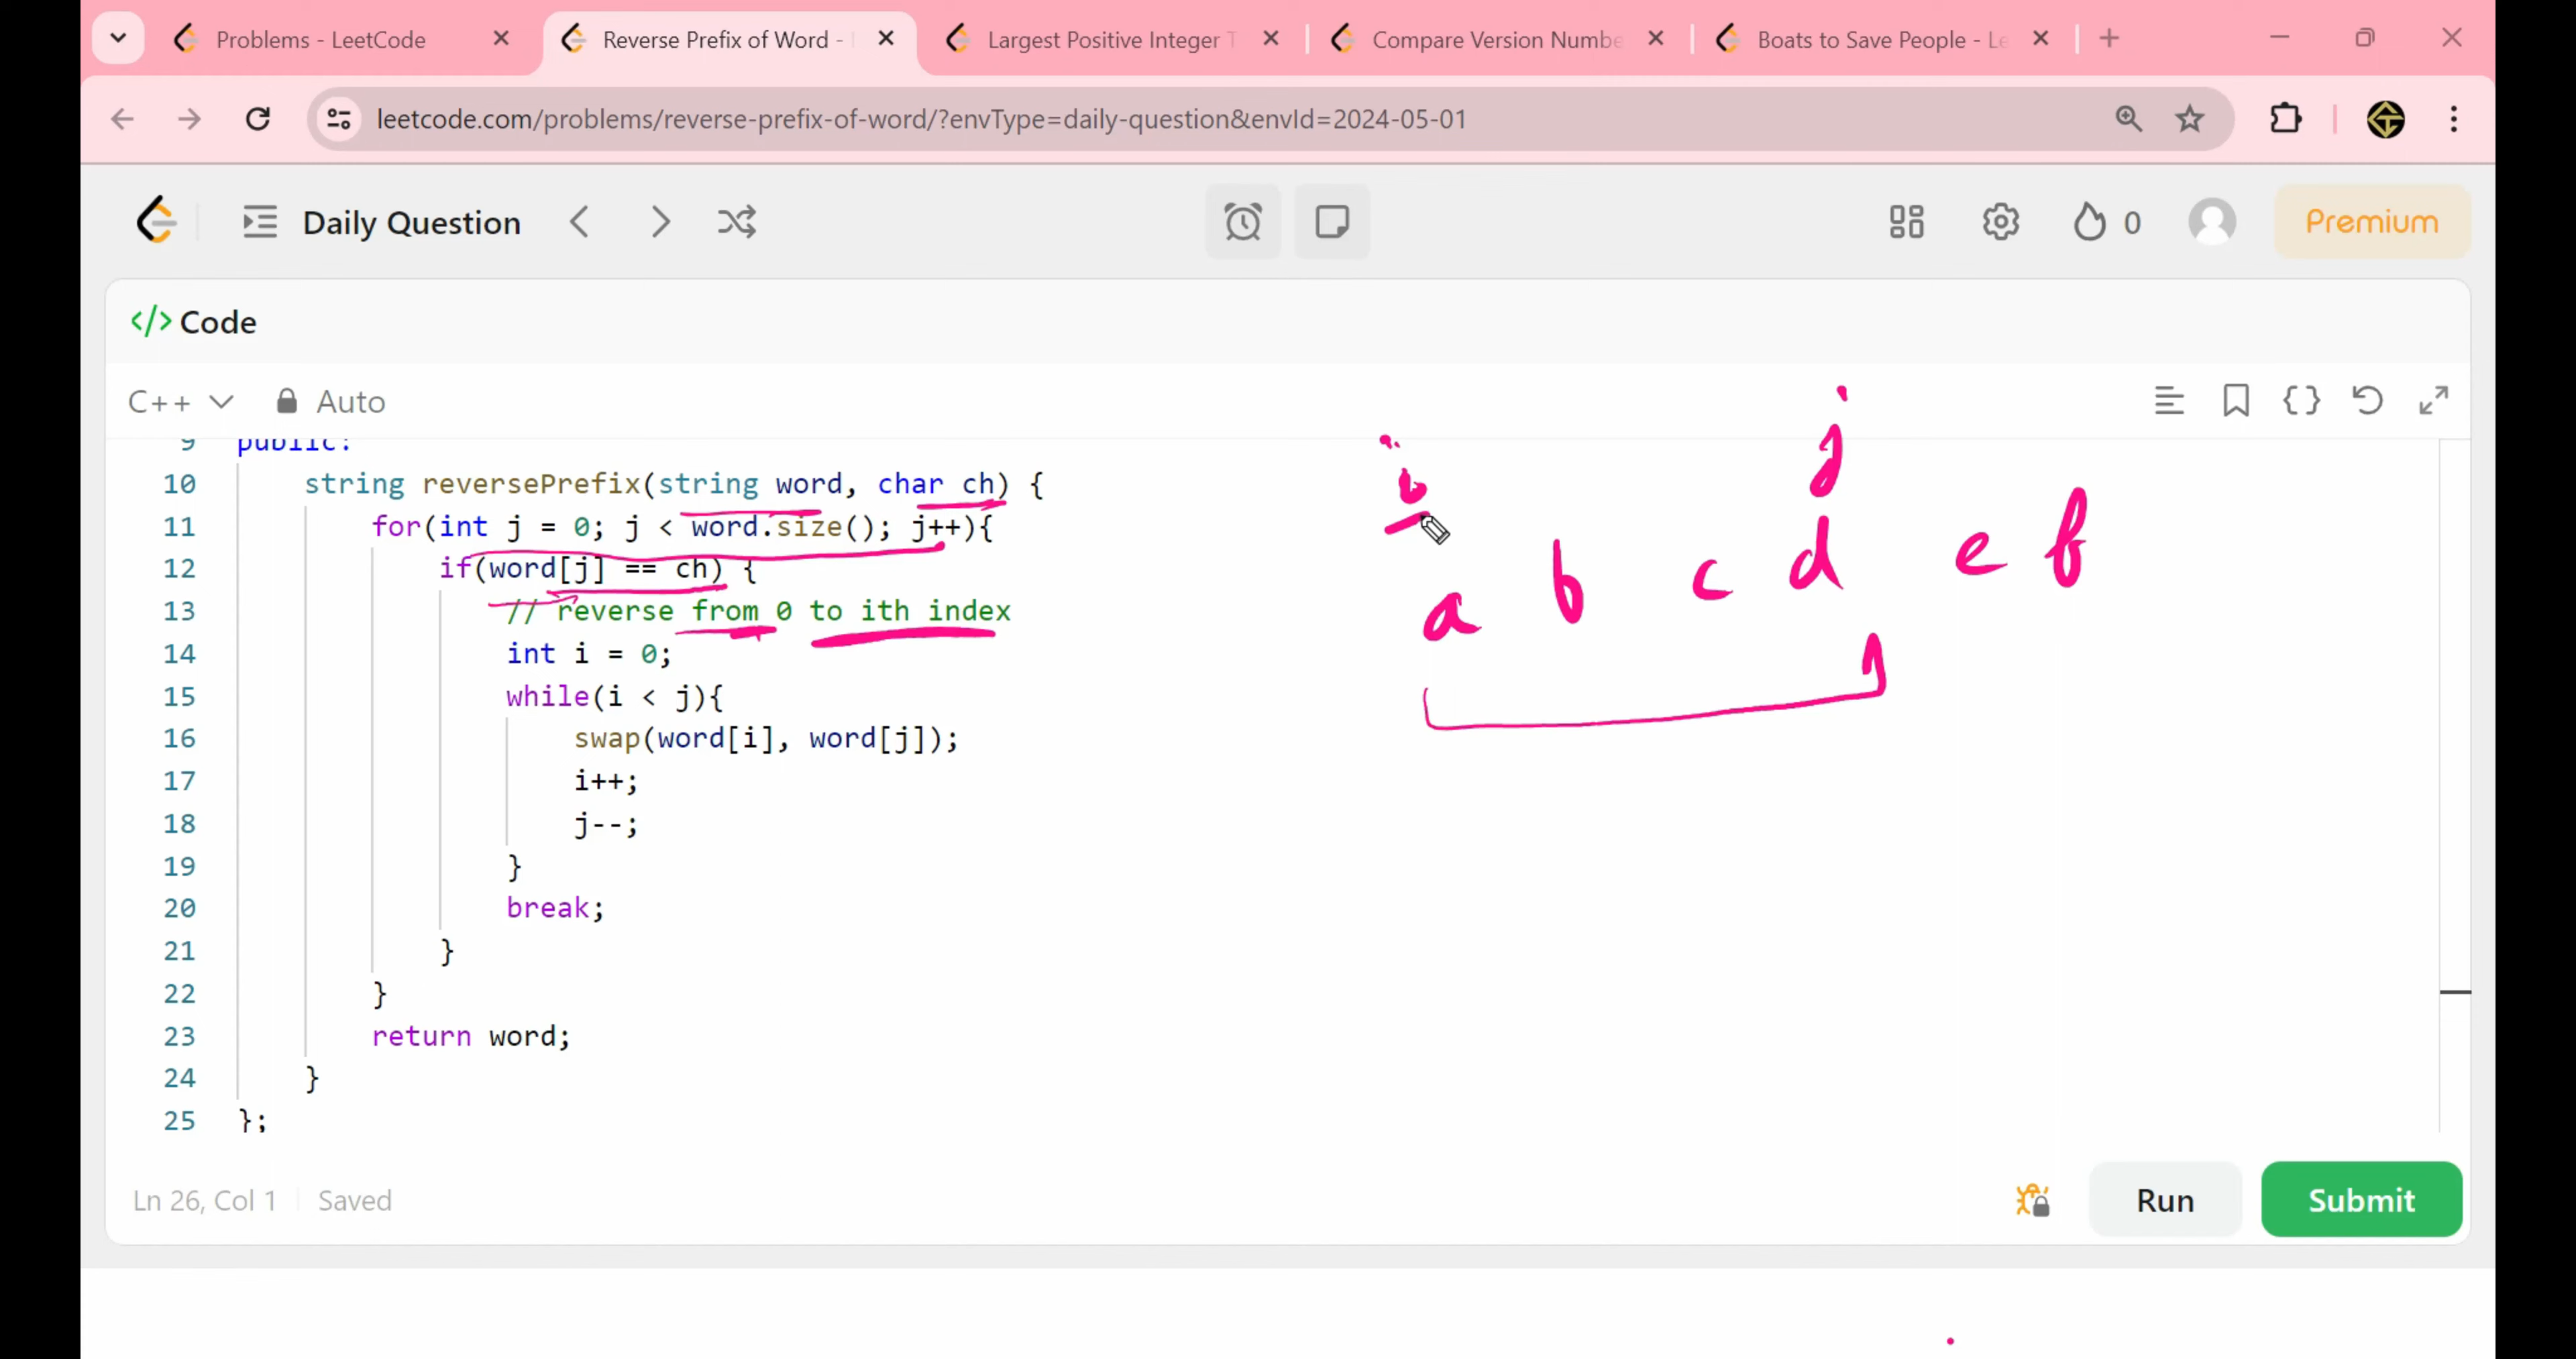 Problems - LeetCode
Reverse Prefix of Word -
Largest Positive Integer T
Compare Version Numbe
Boats to Save People - Le
leetcode.com/problems/reverse-prefix-of-word/?envType=daily-question&envId=2024-05-01
Daily Question
0
Premium
</> Code
C++
Auto
9 public:
10 string reversePrefix(string word, char ch) {
11 for(int j = 0; j < word.size(); j++){
12 if(word[j] == ch) {
13 // reverse from 0 to ith index
14 int i = 0;
15 while(i < j){
16 swap(word[i], word[j]);
17 i++;
18 j--;
19 }
20 break;
21 }
22 }
23 return word;
24 }
25 };
j
a b c d e f
Ln 26, Col 1
Saved
Run
Submit